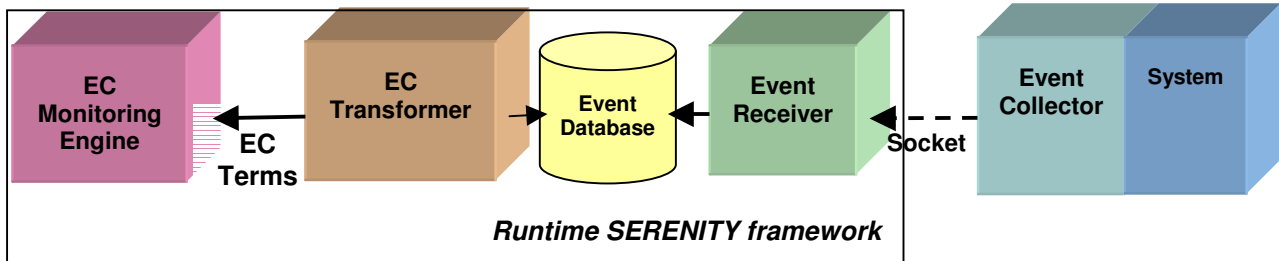 EC
Monitoring
Engine
EC
Terms
EC
Transformer
Event
Database
Event
Receiver
Socket
Event
Collector
System
Runtime SERENITY framework